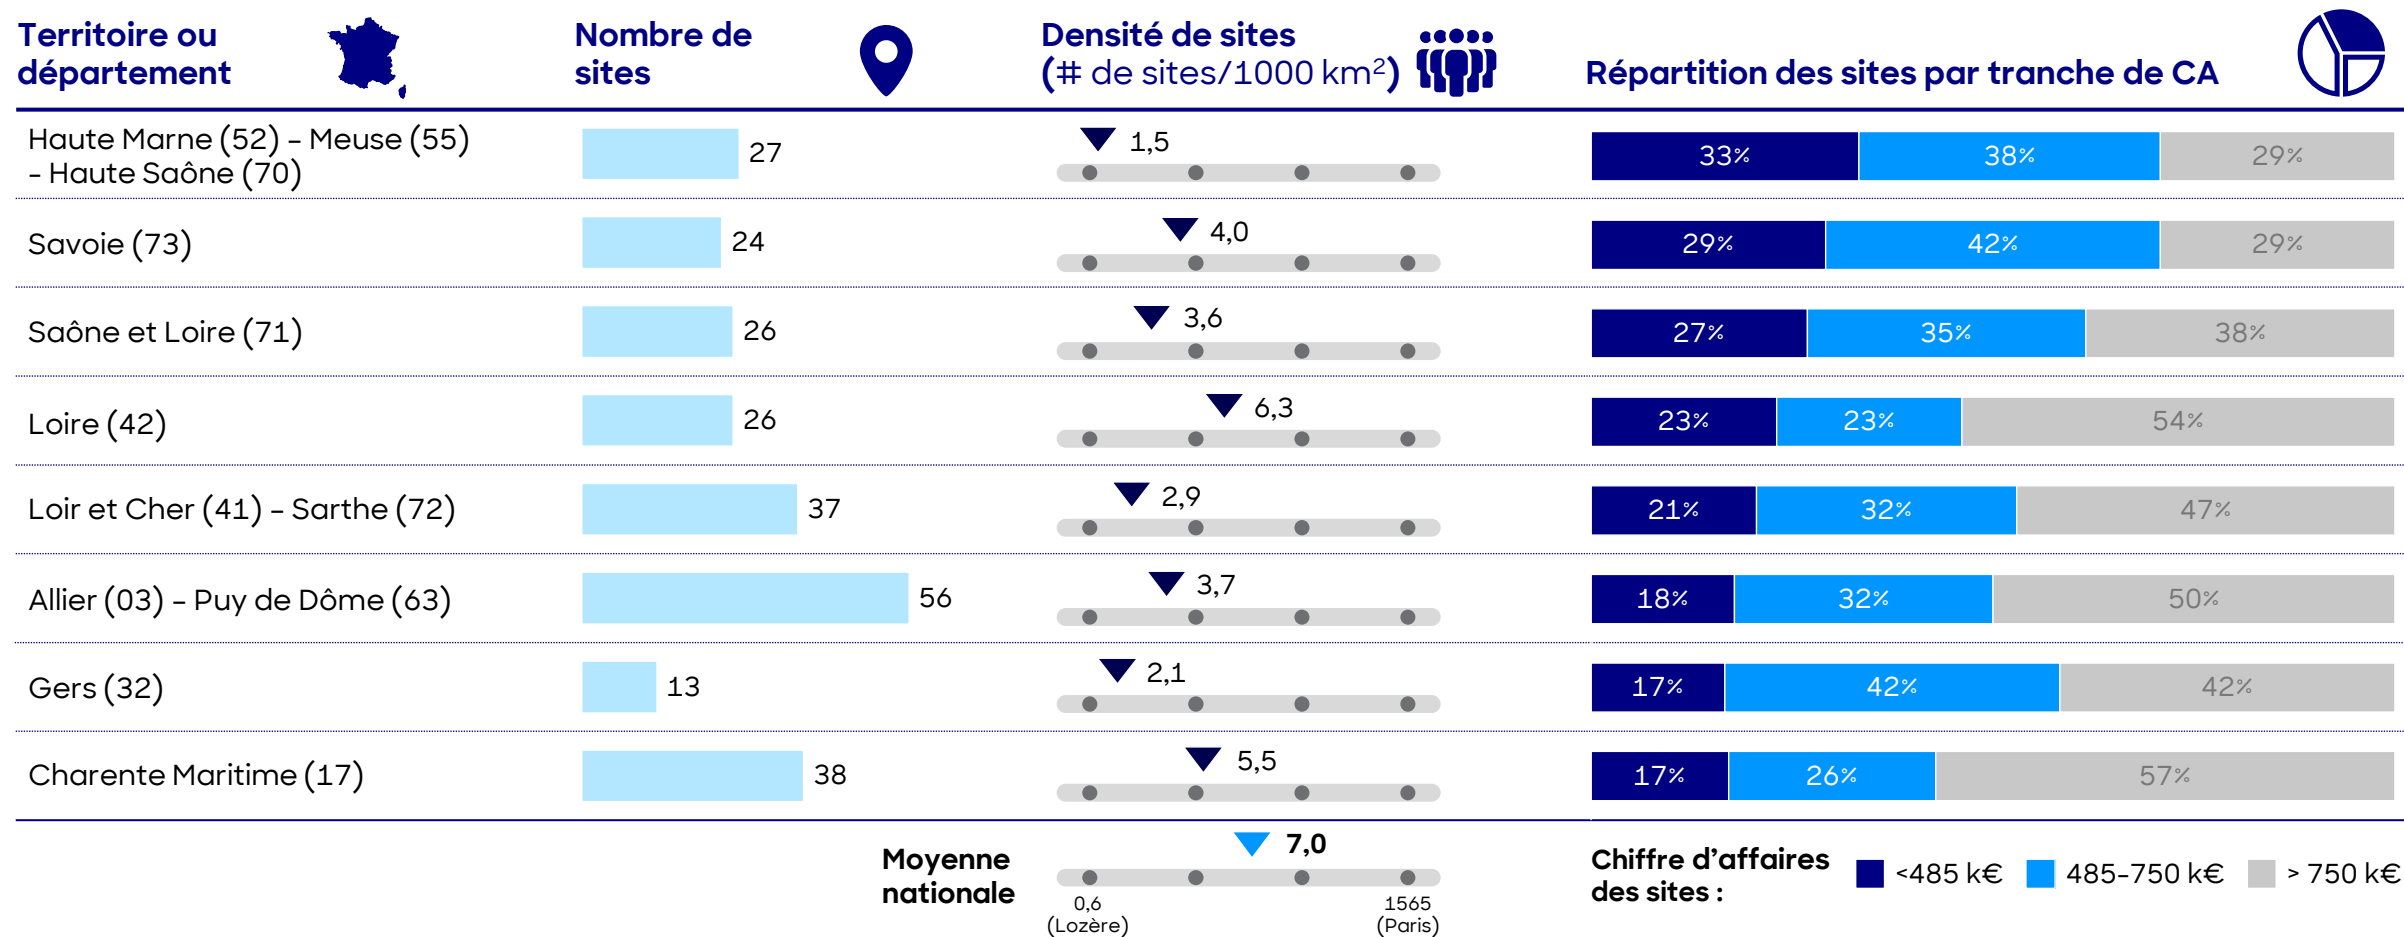 Territoire ou
département
Nombre de
sites
Densité de sites
(# de sites/1000 km²)
Répartition des sites par tranche de CA
Haute Marne (52) – Meuse (55)
– Haute Saône (70)
27
1,5
33%
38%
29%
Savoie (73)
24
4,0
29%
42%
29%
Saône et Loire (71)
26
3,6
27%
35%
38%
Loire (42)
26
6,3
23%
23%
54%
Loir et Cher (41) – Sarthe (72)
37
2,9
21%
32%
47%
Allier (03) – Puy de Dôme (63)
56
3,7
18%
32%
50%
Gers (32)
13
2,1
17%
42%
42%
Charente Maritime (17)
38
5,5
17%
26%
57%
Moyenne
nationale
7,0
0,6
(Lozère)
1565
(Paris)
Chiffre d’affaires
des sites :
<485 k€
485-750 k€
> 750 k€